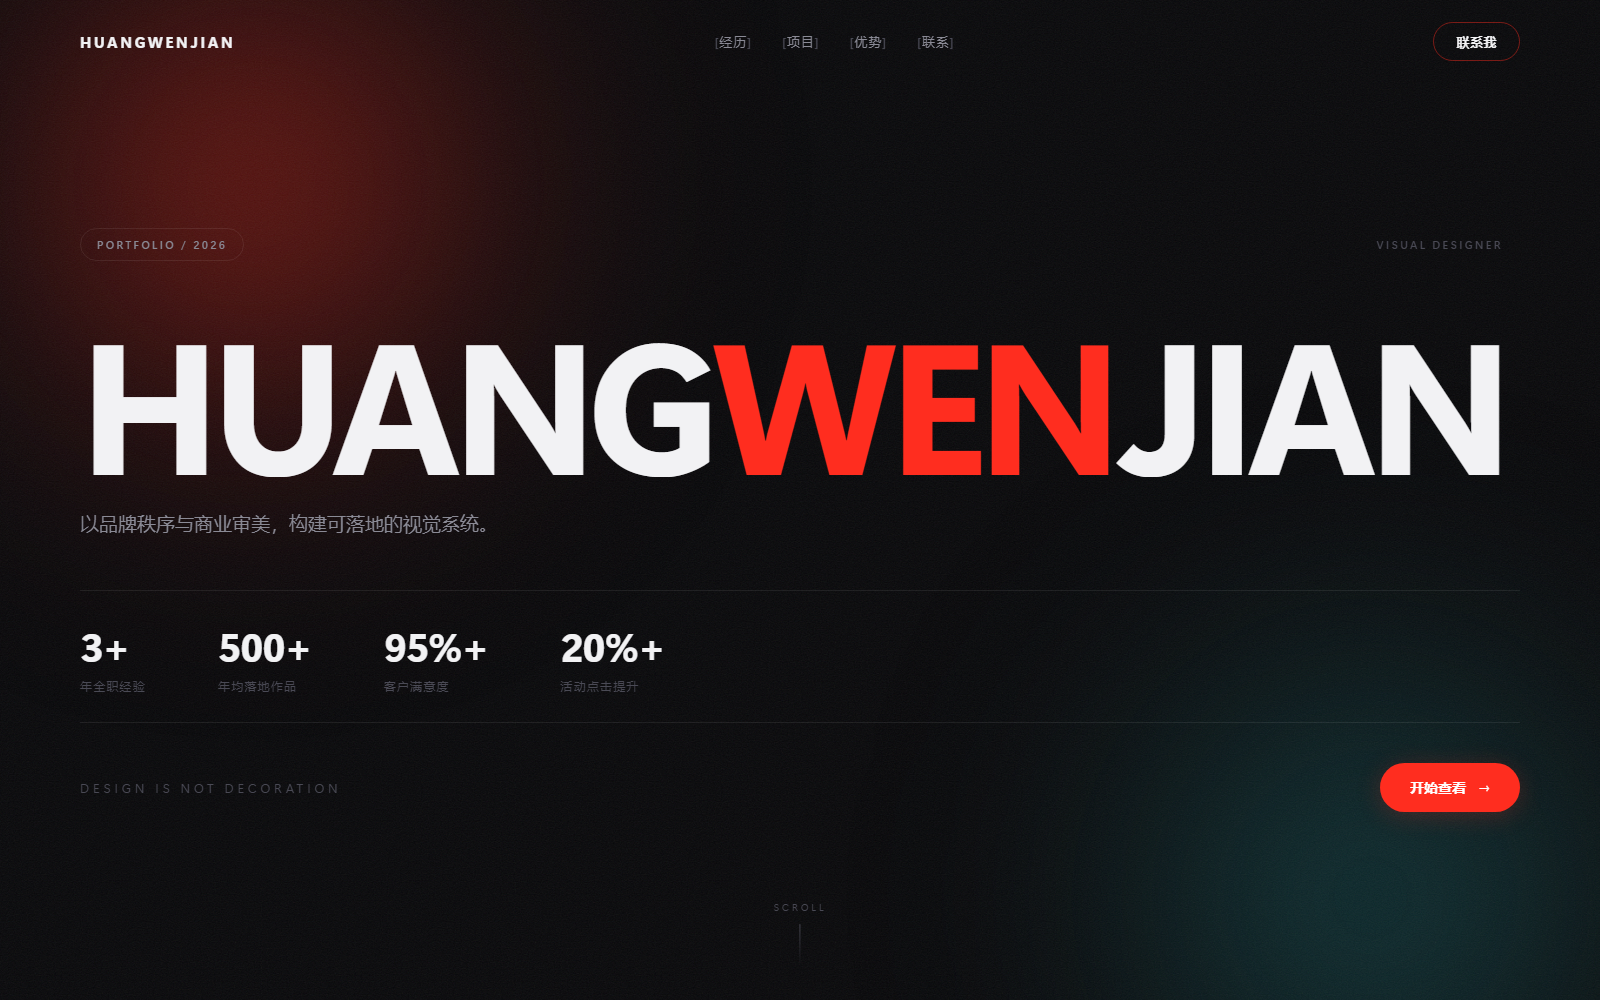 HUANGWENJIAN
[经历] [项目] [优势] [联系]
联系我
PORTFOLIO / 2026
VISUAL DESIGNER
HUANGWENJIAN
以品牌秩序与商业审美，构建可落地的视觉系统。
3+ 500+ 95%+ 20%+
年全职经验 年均落地作品 客户满意度 活动点击提升
DESIGN IS NOT DECORATION
开始查看 →
SCROLL